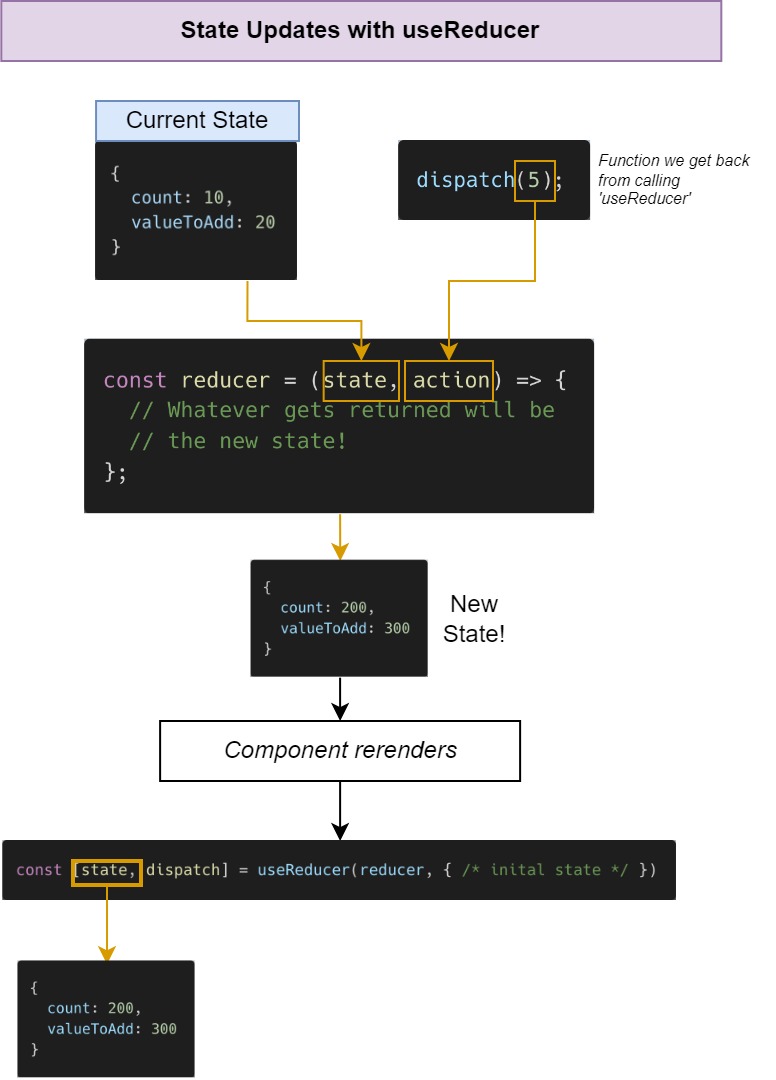 State Updates with useReducer
Current State
{
count: 10,
valueToAdd: 20
}
dispatch(5);
Function we get back
from calling
'useReducer'
const reducer = (state, action) => {
// Whatever gets returned will be
// the new state!
};
{
count: 200,
valueToAdd: 300
}
New
State!
Component rerenders
const [state, dispatch] = useReducer(reducer, { /* inital state */ })
{
count: 200,
valueToAdd: 300
}